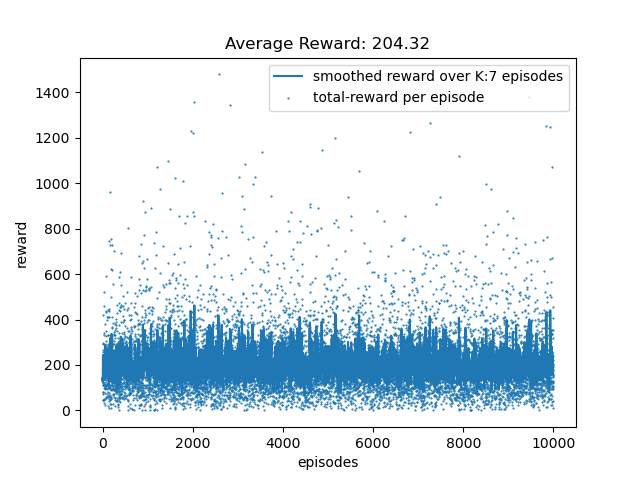 Average Reward: 204.32
smoothed reward over K:7 episodes
total-reward per episode
1400
1200
1000
800
600
400
200
0
reward
0 2000 4000 6000 8000 10000
episodes